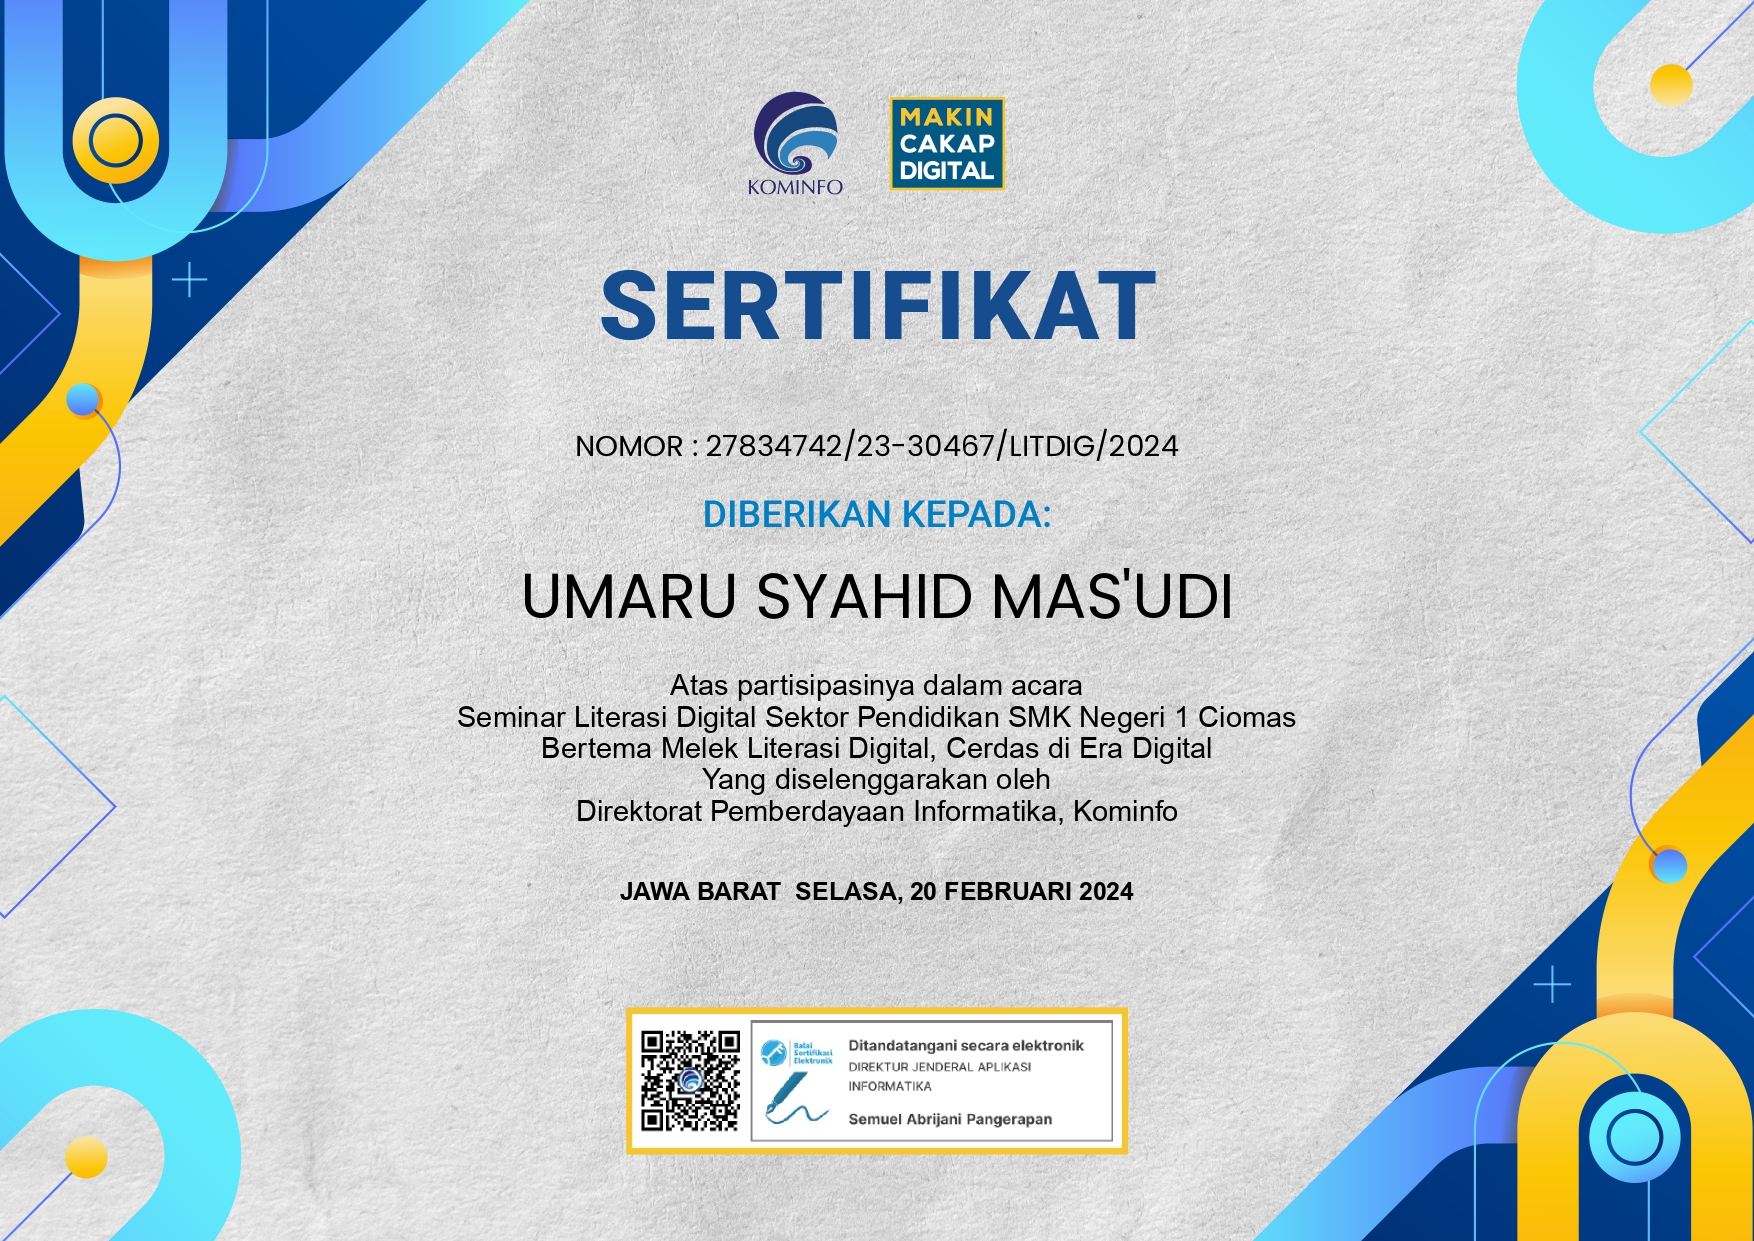 KOMINFO
MAKIN
CAKAP
DIGITAL
SERTIFIKAT
NOMOR : 27834742/23-30467/LITDIG/2024
DIBERIKAN KEPADA:
UMARU SYAHID MAS'UDI
Atas partisipasinya dalam acara
Seminar Literasi Digital Sektor Pendidikan SMK Negeri 1 Ciomas
Bertema Melek Literasi Digital, Cerdas di Era Digital
Yang diselenggarakan oleh
Direktorat Pemberdayaan Informatika, Kominfo
JAWA BARAT  SELASA, 20 FEBRUARI 2024
Balai
Sertifikasi
Elektronik
Ditandatangani secara elektronik
DIREKTUR JENDERAL APLIKASI
INFORMATIKA
Semuel Abrijani Pangerapan